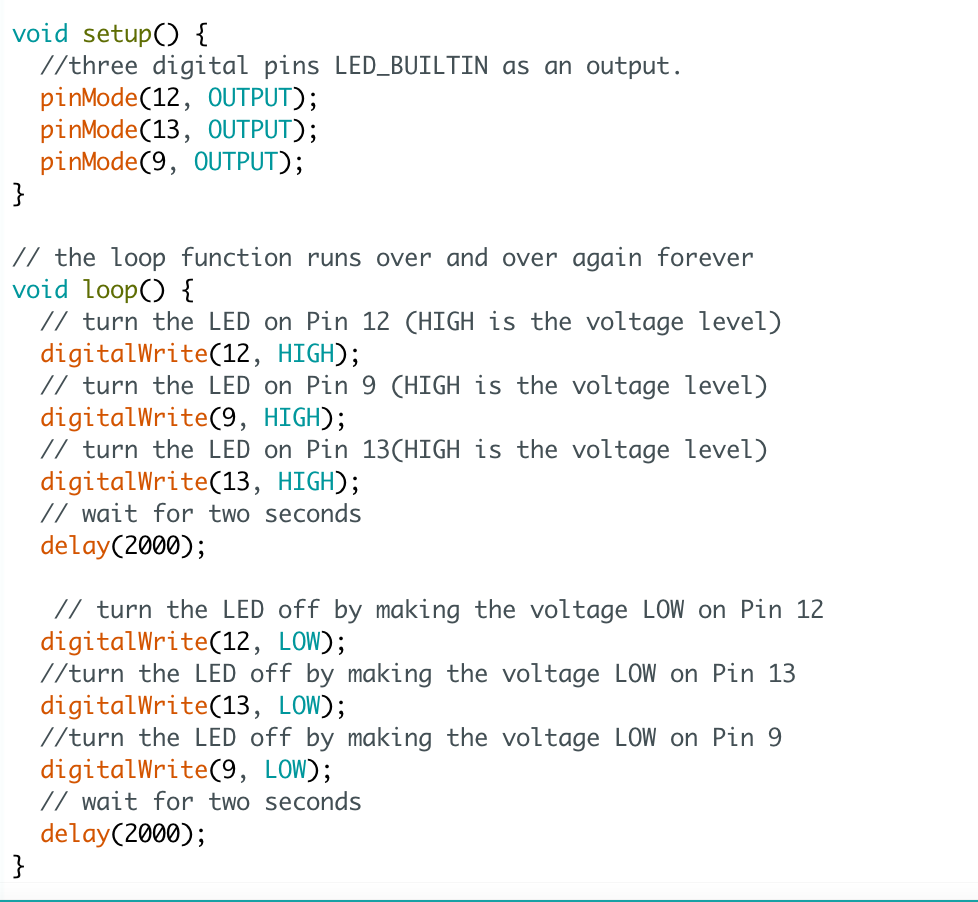 void setup() {
  //three digital pins LED_BUILTIN as an output.
  pinMode(12, OUTPUT);
  pinMode(13, OUTPUT);
  pinMode(9, OUTPUT);
}

// the loop function runs over and over again forever
void loop() {
  // turn the LED on Pin 12 (HIGH is the voltage level)
  digitalWrite(12, HIGH);
  // turn the LED on Pin 9 (HIGH is the voltage level)
  digitalWrite(9, HIGH);
  // turn the LED on Pin 13(HIGH is the voltage level)
  digitalWrite(13, HIGH);
  // wait for two seconds
  delay(2000);

   // turn the LED off by making the voltage LOW on Pin 12
  digitalWrite(12, LOW);
  //turn the LED off by making the voltage LOW on Pin 13
  digitalWrite(13, LOW);
  //turn the LED off by making the voltage LOW on Pin 9
  digitalWrite(9, LOW);
  // wait for two seconds
  delay(2000);
}